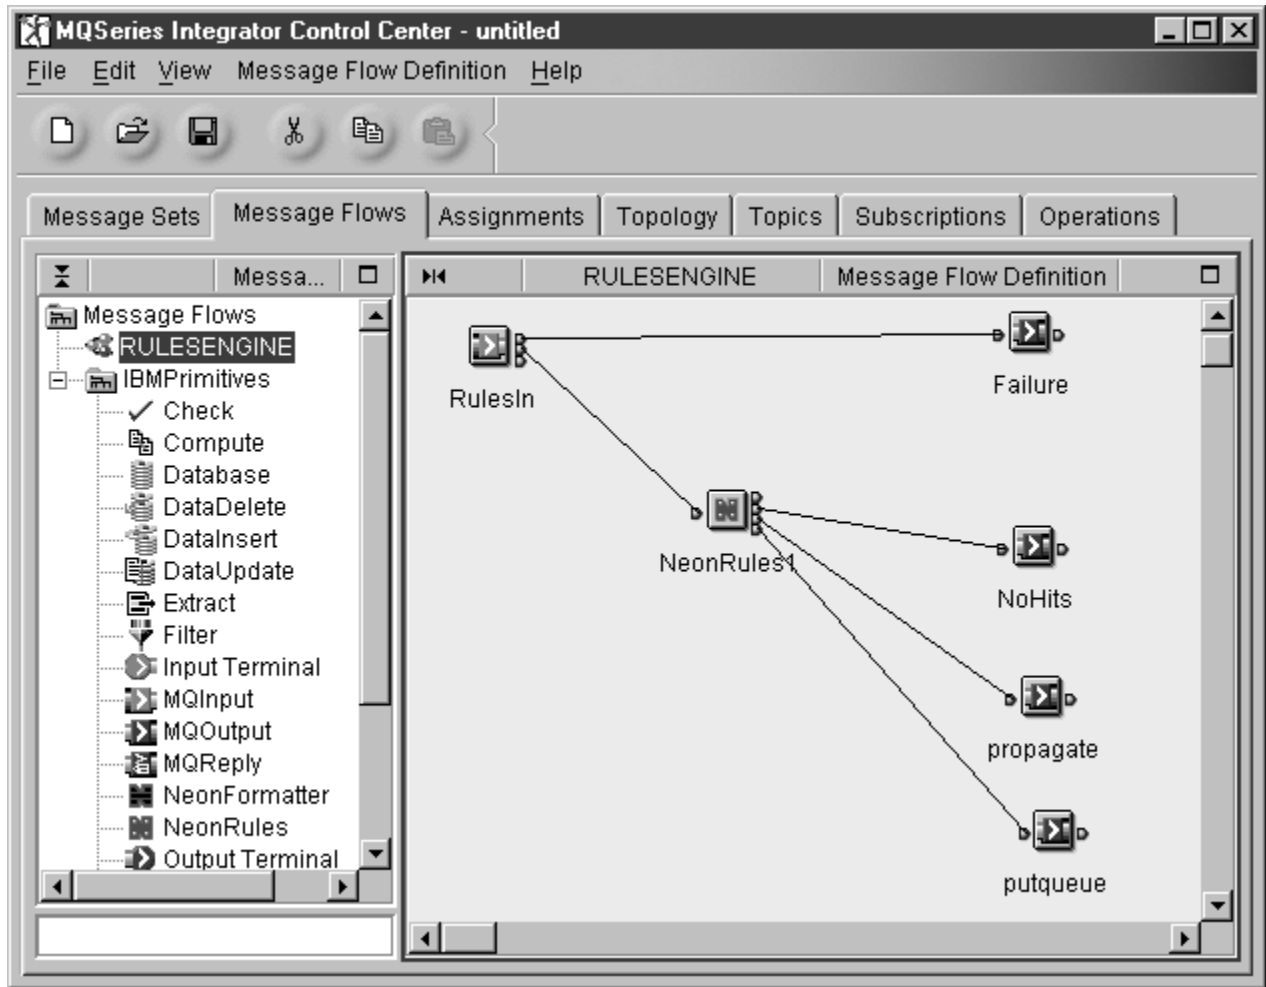 MQSeries Integrator Control Center - untitled
File Edit View Message Flow Definition Help
Message Sets Message Flows Assignments Topology Topics Subscriptions Operations
Messa...
RULESENGINE Message Flow Definition
Message Flows
RULESENGINE
IBMPrimitives
Check
Compute
Database
DataDelete
DataInsert
DataUpdate
Extract
Filter
Input Terminal
MQInput
MQOutput
MQReply
NeonFormatter
NeonRules
Output Terminal
RulesIn
Failure
NeonRules1
NoHits
propagate
putqueue